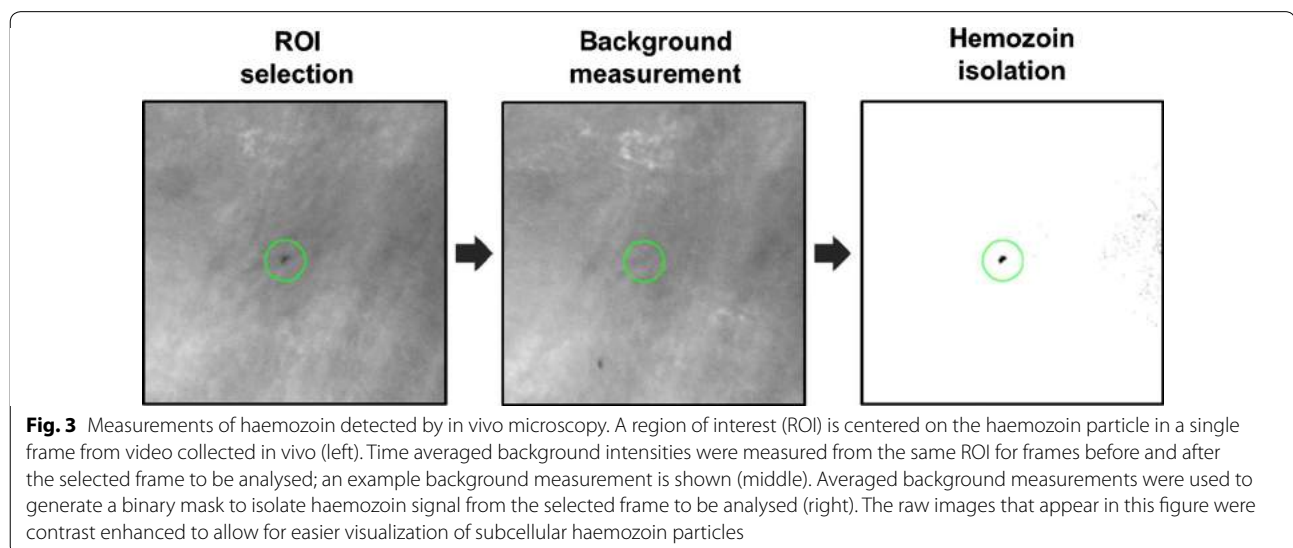 ROI
selection
Background
measurement
Hemozoin
isolation
Fig. 3 Measurements of haemozoin detected by in vivo microscopy. A region of interest (ROI) is centered on the haemozoin particle in a single
frame from video collected in vivo (left). Time averaged background intensities were measured from the same ROI for frames before and after
the selected frame to be analysed; an example background measurement is shown (middle). Averaged background measurements were used to
generate a binary mask to isolate haemozoin signal from the selected frame to be analysed (right). The raw images that appear in this figure were
contrast enhanced to allow for easier visualization of subcellular haemozoin particles